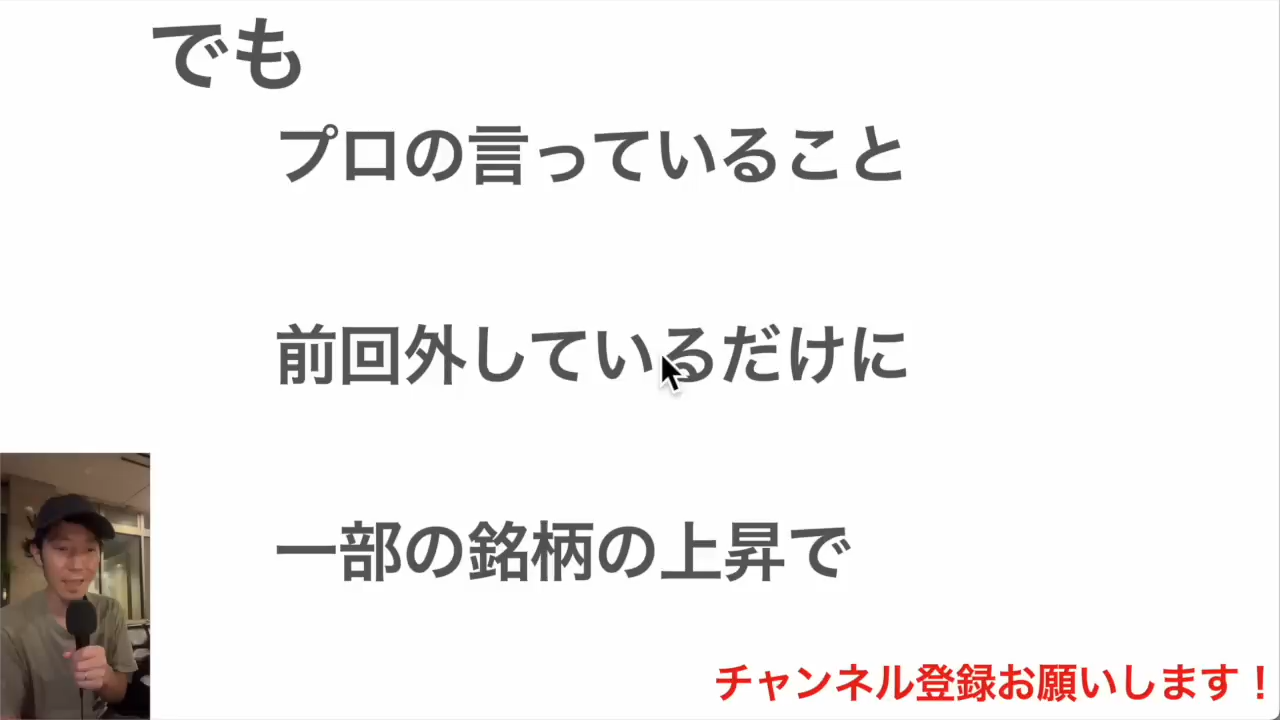 でも
プロの言っていること
前回外しているだけに
一部の銘柄の上昇で
チャンネル登録お願いします！